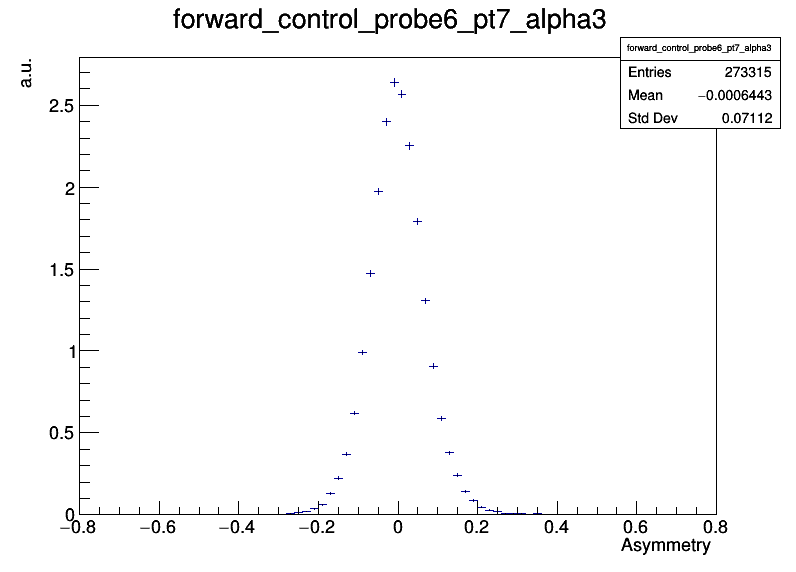 forward_control_probe6_pt7_alpha3
a.u.
forward_control_probe6_pt7_alpha3
Entries 273315
Mean −0.0006443
Std Dev 0.07112
2.5
2
1.5
1
0.5
0
−0.8 −0.6 −0.4 −0.2 0 0.2 0.4 0.6 0.8
Asymmetry